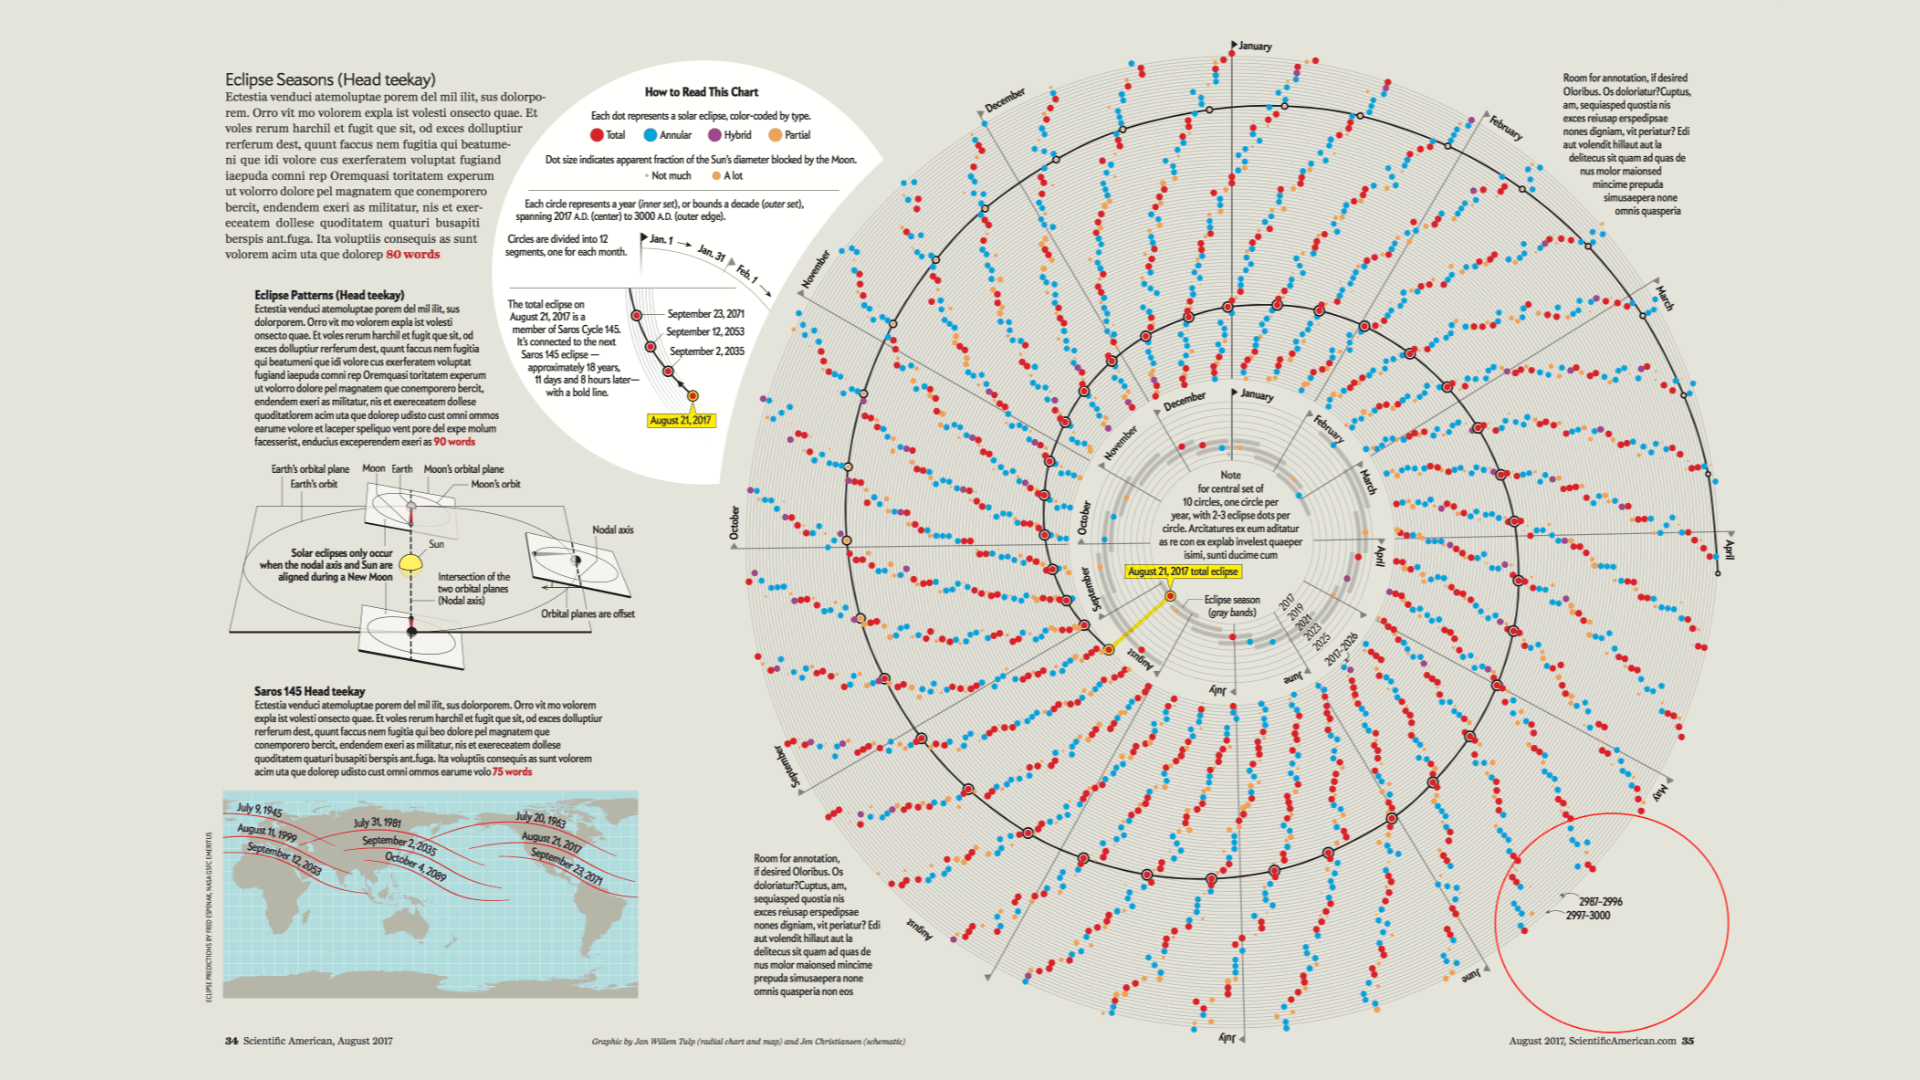 Eclipse Seasons (Head teekay)
Ectestia venduci atemoluptae porem del mil ilit, sus dolorpo-
rem. Orro vit mo volorem expla ist volesti onsecto quae. Et
voles rerum harchil et fugit que sit, od exces dolluptiur
rerferum dest, quunt faccus nem fugitia qui beatume-
ni que idi volore cus exerferatem voluptat fugiand
iaepuda comni rep Oremquasi toritatem experum
ut volorro dolore pel magnatem que conemporero
bercit, endendem exeri as militatur, nis et exer-
eceatem dollese quoditatem quaturi busapiti
berspis ant.fuga. Ita voluptiis consequis as sunt
volorem acim uta que dolorep 80 words
Eclipse Patterns (Head teekay)
Ectestia venduci atemoluptae porem del mil ilit, sus
dolorporem. Orro vit mo volorem expla ist volesti
onsecto quae. Et voles rerum harchil et fugit que sit, od
exces dolluptiur rerferum dest, quunt faccus nem fugitia
qui beatumeni que idi volore cus exerferatem voluptat
fugiand iaepuda comni rep Oremquasi toritatem experum
ut volorro dolore pel magnatem que conemporero bercit,
endendem exeri as militatur, nis et exereceatem dollese
quoditatlorem acim uta que dolorep udisto cust omni ommos
earume volore et laceper speliquo vent pore del expe molum
facesserist, enducius exceperendem exeri as 90 words
Earth's orbital plane
Moon
Earth
Moon's orbital plane
Earth's orbit
Moon's orbit
Nodal axis
Sun
Solar eclipses only occur
when the nodal axis and Sun are
aligned during a New Moon
Intersection of the
two orbital planes
(Nodal axis)
Orbital planes are offset
Saros 145 Head teekay
Ectestia venduci atemoluptae porem del mil ilit, sus dolorporem. Orro vit mo volorem
expla ist volesti onsecto quae. Et voles rerum harchil et fugit que sit, od exces dolluptiur
rerferum dest, quunt faccus nem fugitia qui beo dolore pel magnatem que
conemporero bercit, endendem exeri as militatur, nis et exereceatem dollese
quoditatem quaturi busapiti berspis ant.fuga. Ita voluptiis consequis as sunt volorem
acim uta que dolorep udisto cust omni ommos earume volo 75 words
July 9, 1945
August 11, 1999
September 12, 2053
July 31, 1981
September 2, 2035
October 4, 2089
July 20, 1963
August 21, 2017
September 23, 2071
ECLIPSE PREDICTIONS BY FRED ESPENAK, NASA GSFC EMERITUS
34 Scientific American, August 2017
How to Read This Chart
Each dot represents a solar eclipse, color-coded by type.
Total
Annular
Hybrid
Partial
Dot size indicates apparent fraction of the Sun's diameter blocked by the Moon.
Not much
A lot
Each circle represents a year (inner set), or bounds a decade (outer set),
spanning 2017 A.D. (center) to 3000 A.D. (outer edge).
Circles are divided into 12
segments, one for each month.
Jan. 1
Jan. 31
Feb. 1
The total eclipse on
August 21, 2017 is a
member of Saros Cycle 145.
It's connected to the next
Saros 145 eclipse —
approximately 18 years,
11 days and 8 hours later—
with a bold line.
September 23, 2071
September 12, 2053
September 2, 2035
August 21, 2017
January
February
March
April
May
June
July
August
September
October
November
December
January
February
March
April
June
July
August
September
October
November
December
Note
for central set of
10 circles, one circle per
year, with 2-3 eclipse dots per
circle. Arcitatures ex eum aditatur
as re con ex explab invelest quaeper
isimi, sunti ducime cum
August 21, 2017 total eclipse
Eclipse season
(gray bands)
2017
2019
2021
2023
2025
2017–2026
2987–2996
2997–3000
Room for annotation, if desired
Oloribus. Os doloriatur?Cuptus,
am, sequiasped quostia nis
exces reiusap erspedipsae
nones digniam, vit periatur? Edi
aut volendit hillaut aut la
delitecus sit quam ad quas de
nus molor maionsed
mincime prepuda
simusaepera none
omnis quasperia
Room for annotation,
if desired Oloribus. Os
doloriatur?Cuptus, am,
sequiasped quostia nis
exces reiusap erspedipsae
nones digniam, vit periatur? Edi
aut volendit hillaut aut la
delitecus sit quam ad quas de
nus molor maionsed mincime
prepuda simusaepera none
omnis quasperia non eos
Graphic by Jan Willem Tulp (radial chart and map) and Jen Christiansen (schematic)
August 2017, ScientificAmerican.com 35